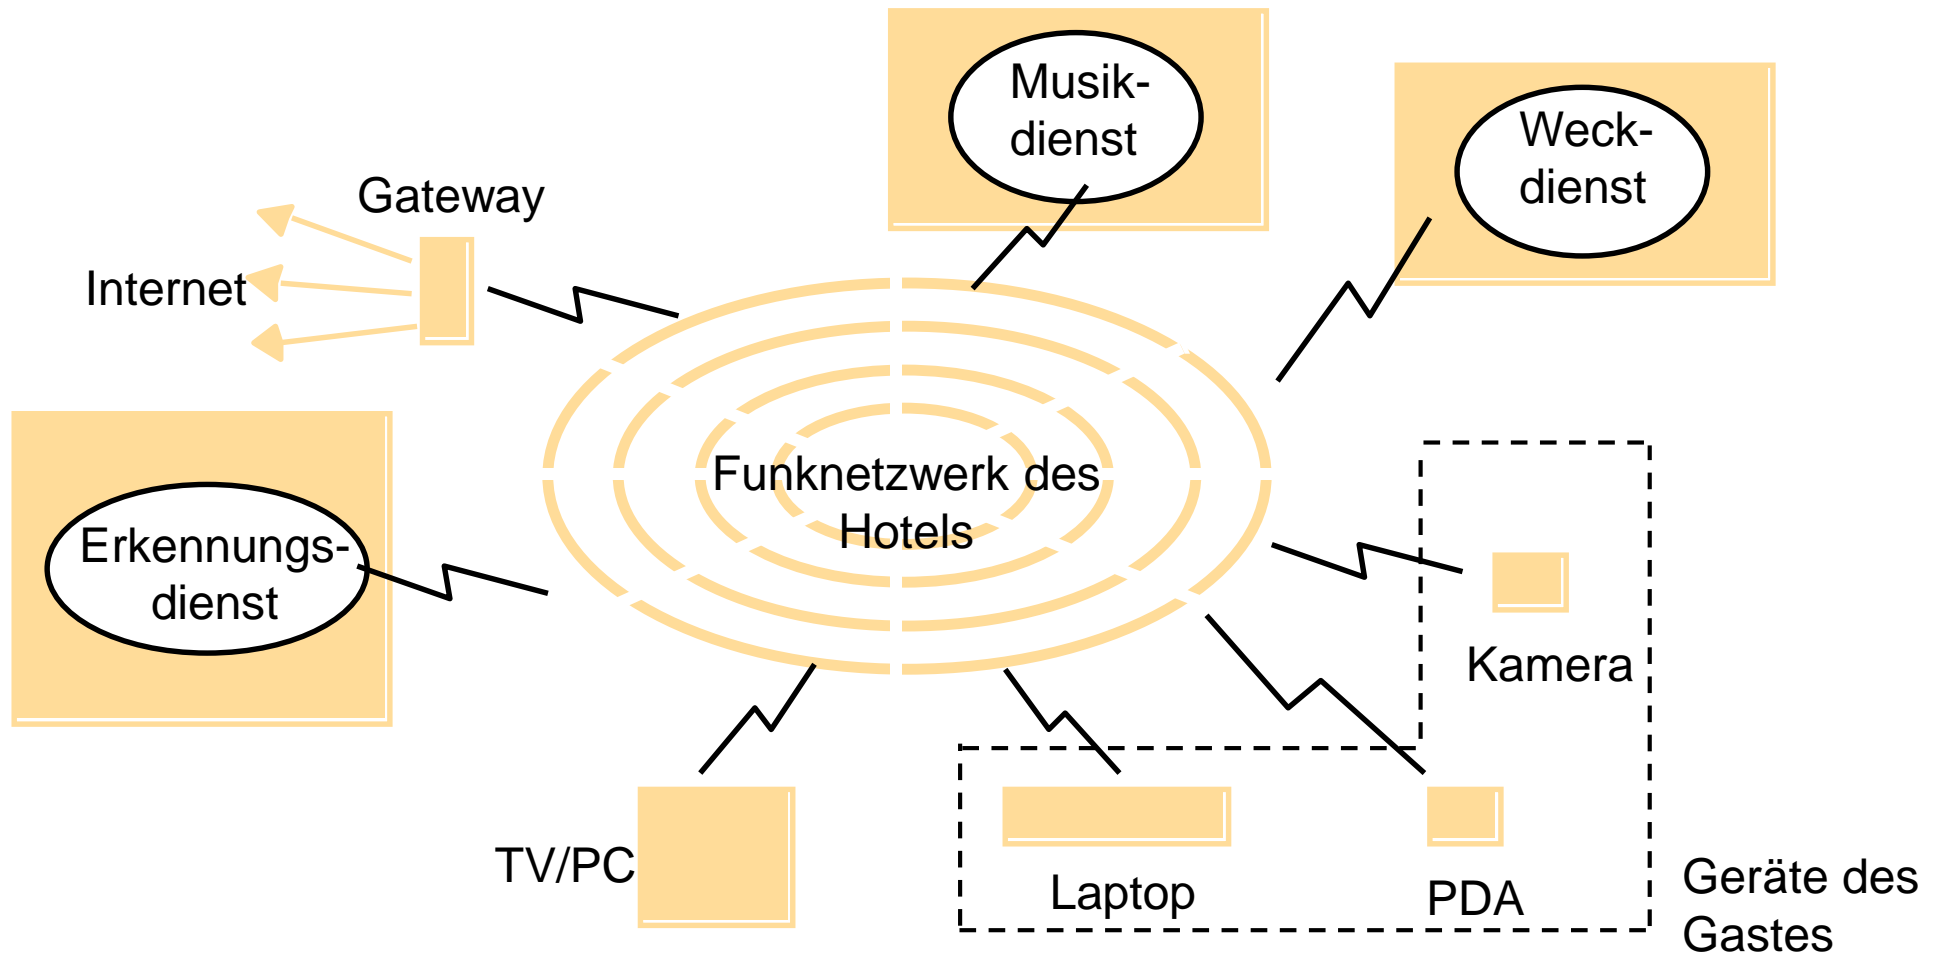 Musik-
dienst
Weck-
dienst
Gateway
Internet
Funknetzwerk des
Hotels
Erkennungs-
dienst
Kamera
TV/PC
Laptop
PDA
Geräte des
Gastes